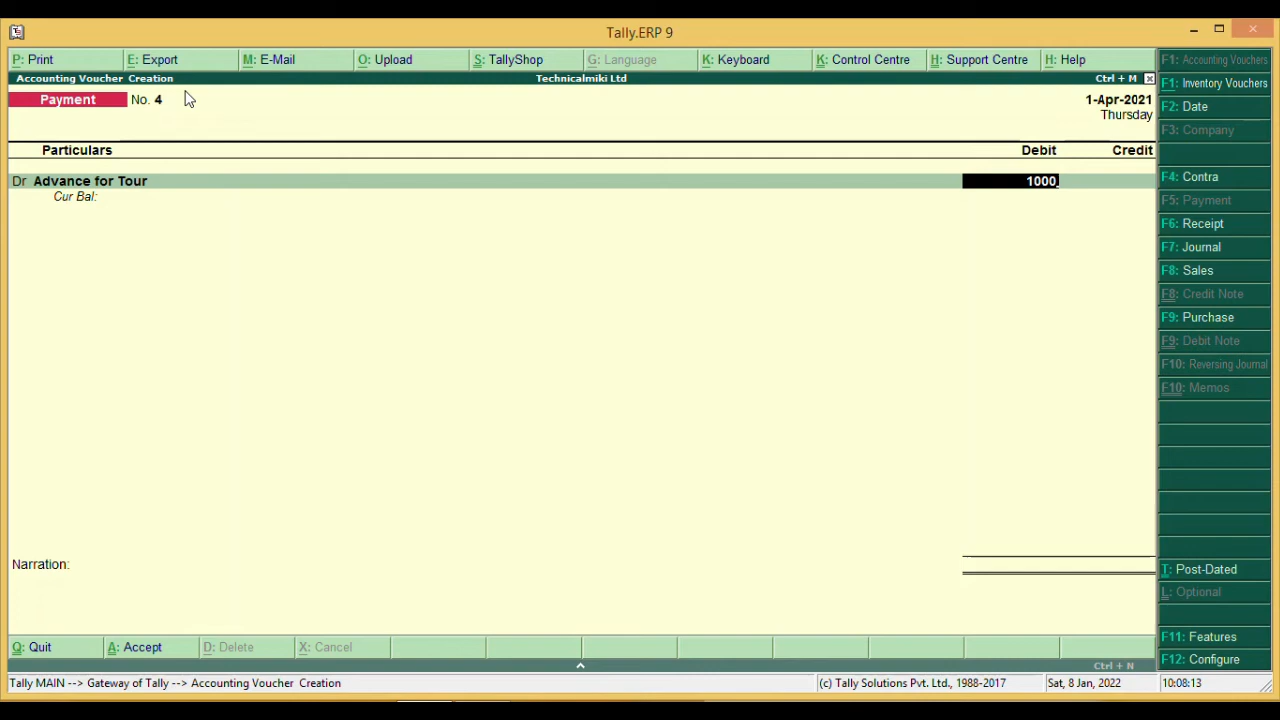 Tally.ERP 9
P: Print E: Export M: E-Mail O: Upload S: TallyShop G: Language K: Keyboard K: Control Centre H: Support Centre H: Help
Accounting Voucher Creation Technicalmiki Ltd Ctrl + M
Payment No. 4 1-Apr-2021
Thursday
Particulars Debit Credit
Dr Advance for Tour 1000
Cur Bal:
Narration:
F1: Accounting Vouchers
F1: Inventory Vouchers
F2: Date
F3: Company
F4: Contra
F5: Payment
F6: Receipt
F7: Journal
F8: Sales
F8: Credit Note
F9: Purchase
F9: Debit Note
F10: Reversing Journal
F10: Memos
T: Post-Dated
L: Optional
F11: Features
F12: Configure
Q: Quit A: Accept D: Delete X: Cancel
Ctrl + N
Tally MAIN --> Gateway of Tally --> Accounting Voucher Creation (c) Tally Solutions Pvt. Ltd., 1988-2017 Sat, 8 Jan, 2022 10:08:13